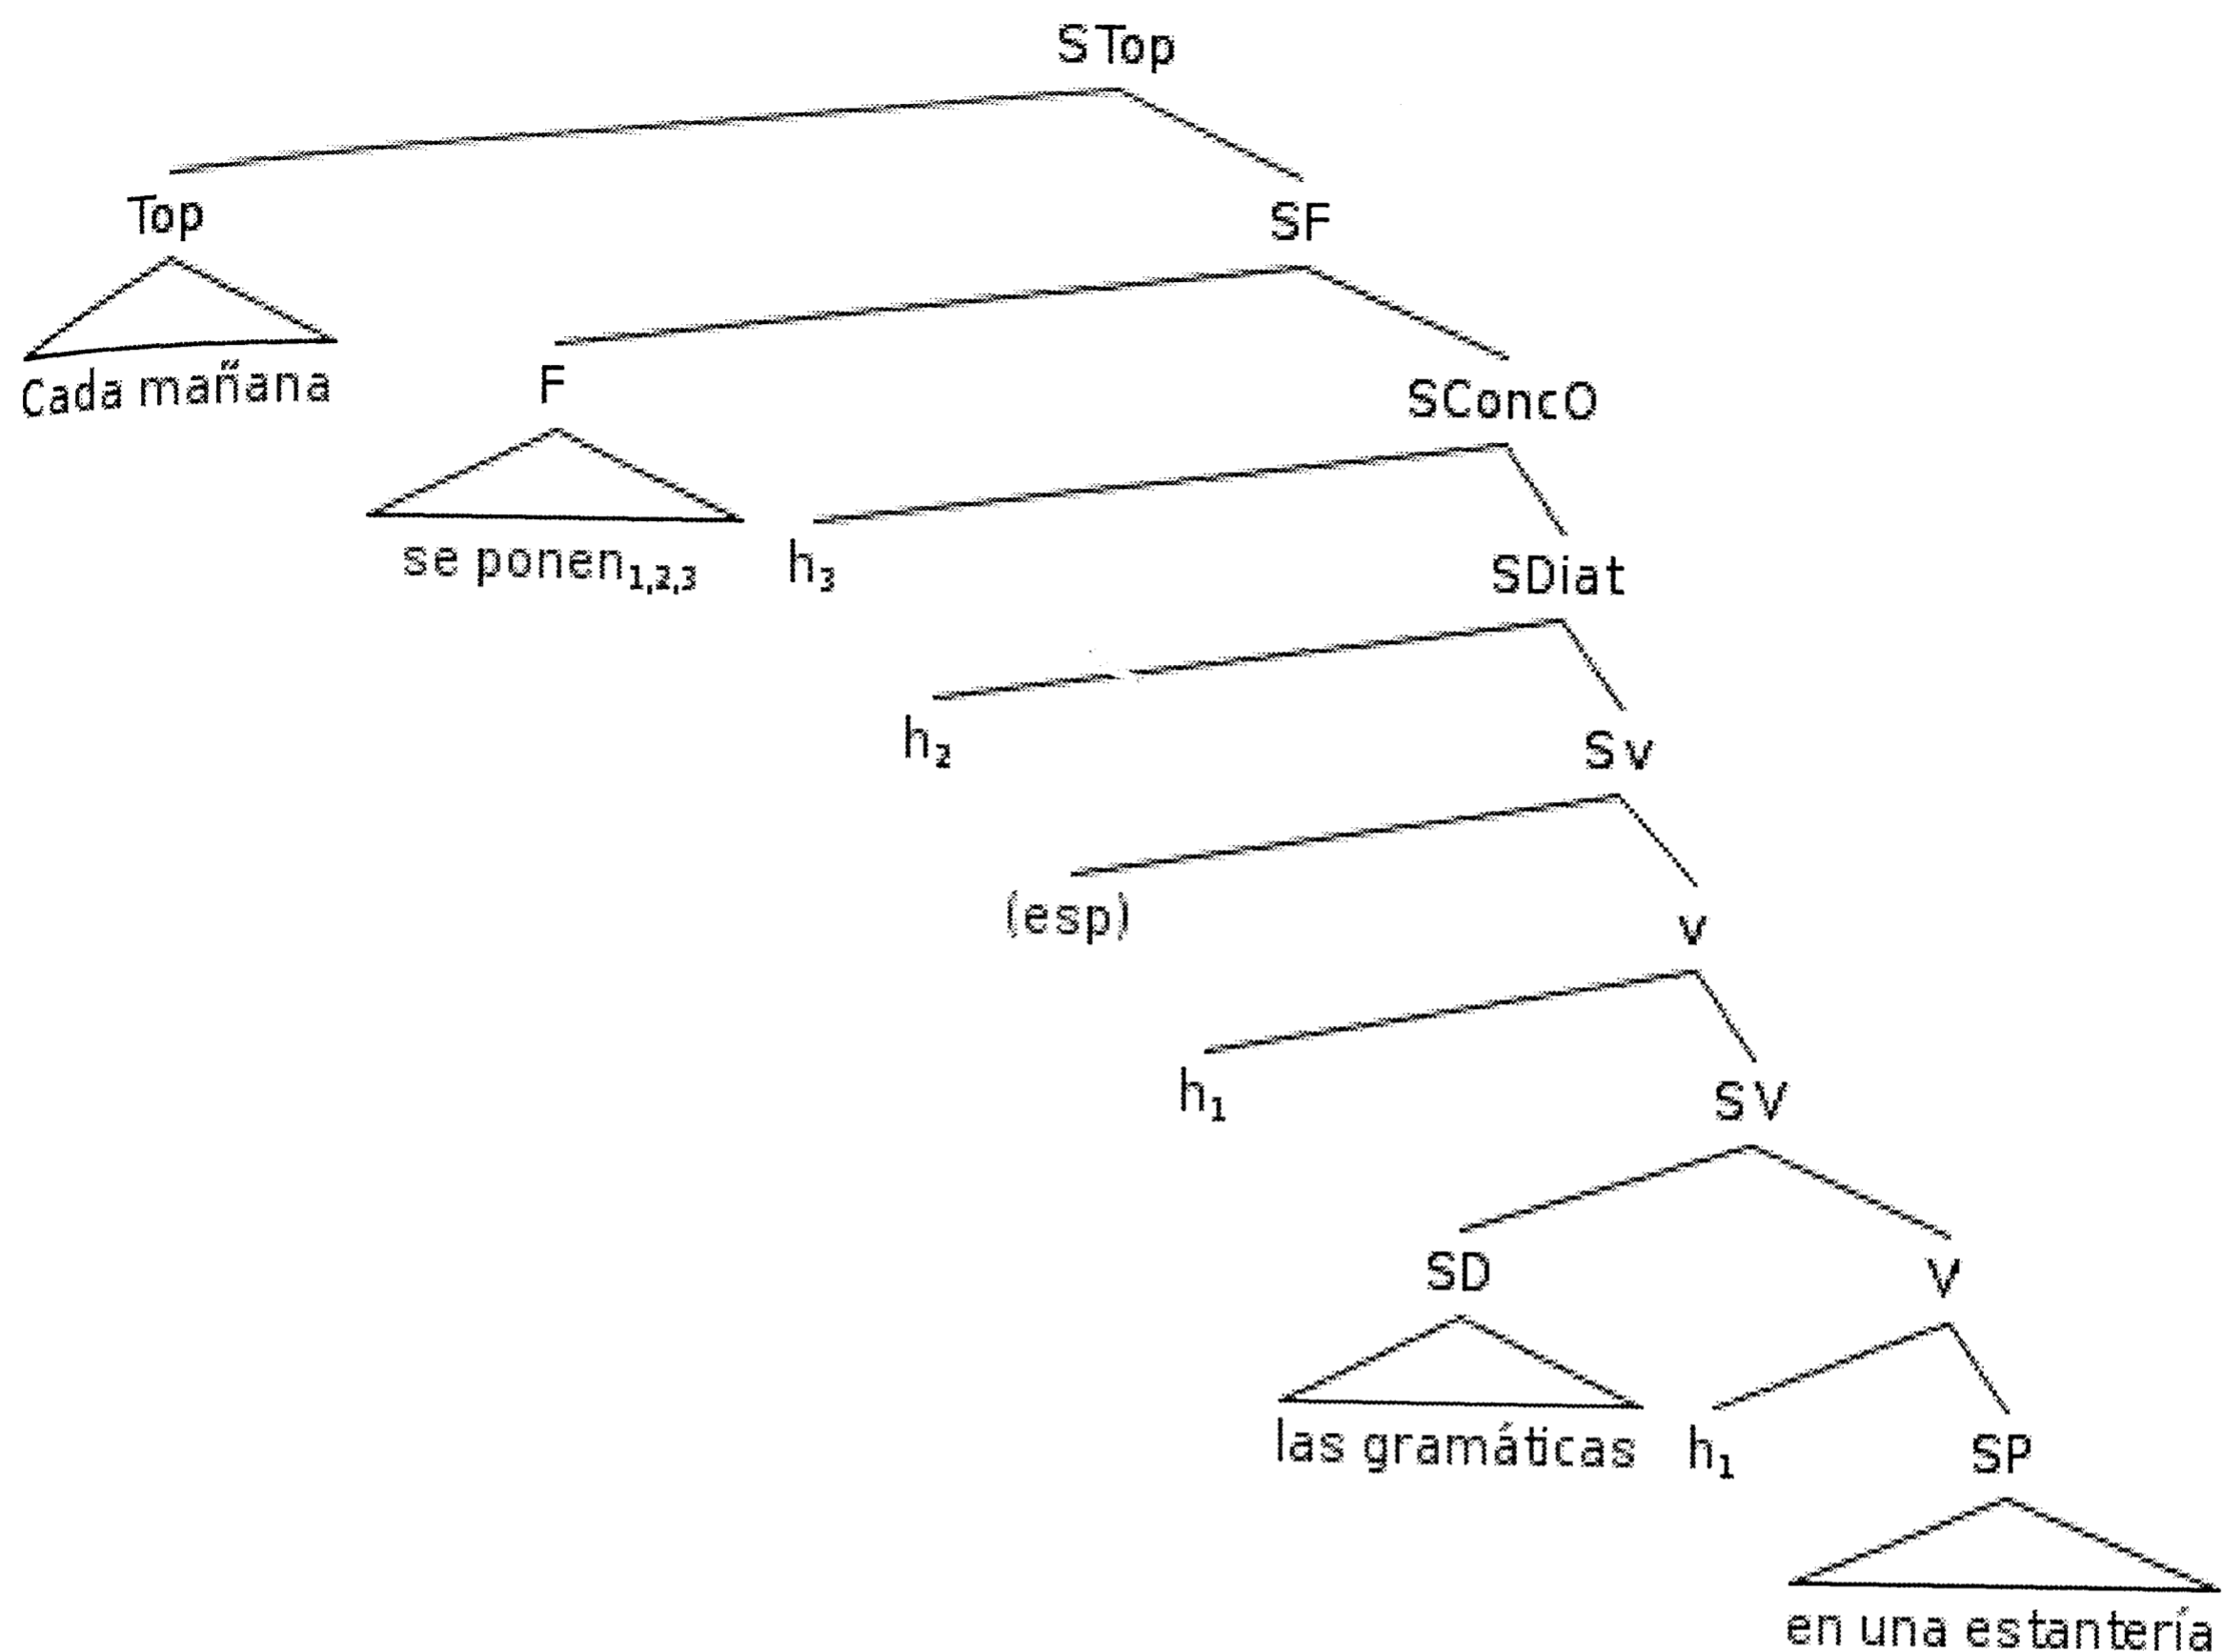 STop
Top SF
Cada mañana F SConcO
se ponen1,2,3 h3 SDiat
h2 Sv
(esp) v
h1 SV
SD V
las gramáticas h1 SP
en una estantería